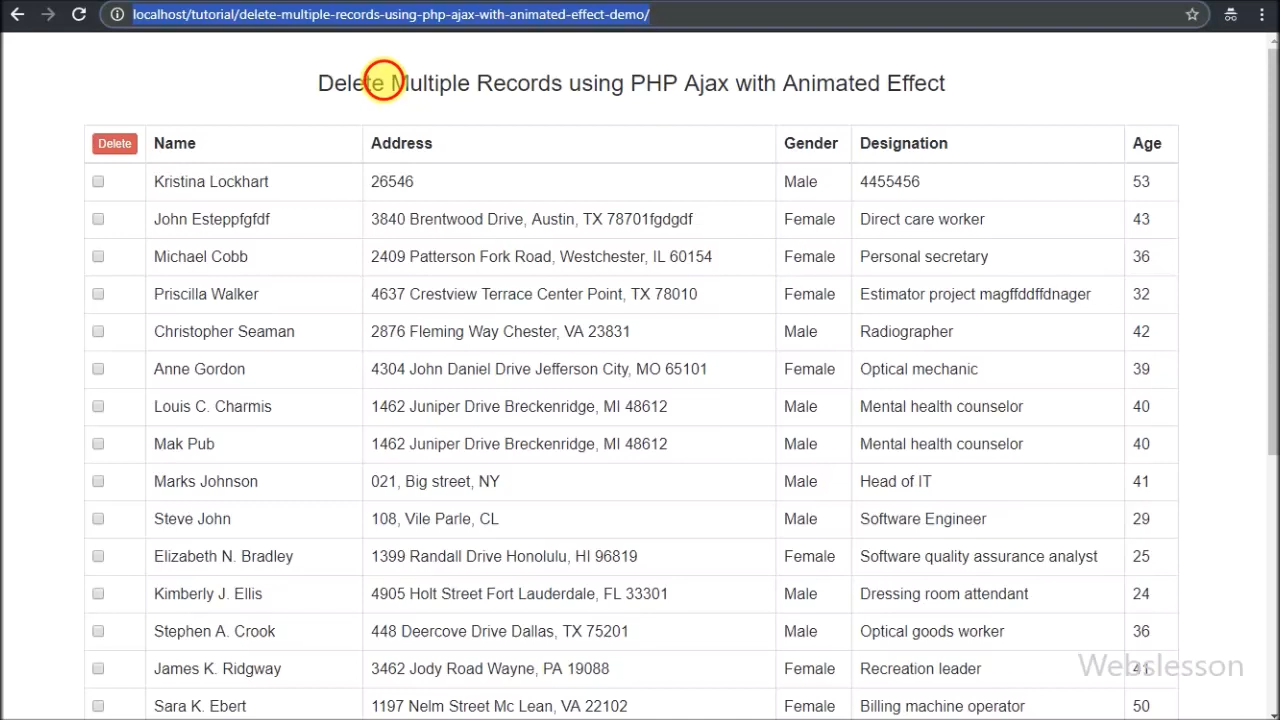 localhost/tutorial/delete-multiple-records-using-php-ajax-with-animated-effect-demo/
Delete Multiple Records using PHP Ajax with Animated Effect
Delete Name Address Gender Designation Age
Kristina Lockhart 26546 Male 4455456 53
John Esteppfgfdf 3840 Brentwood Drive, Austin, TX 78701fgdgdf Female Direct care worker 43
Michael Cobb 2409 Patterson Fork Road, Westchester, IL 60154 Female Personal secretary 36
Priscilla Walker 4637 Crestview Terrace Center Point, TX 78010 Female Estimator project magffddffdnager 32
Christopher Seaman 2876 Fleming Way Chester, VA 23831 Male Radiographer 42
Anne Gordon 4304 John Daniel Drive Jefferson City, MO 65101 Female Optical mechanic 39
Louis C. Charmis 1462 Juniper Drive Breckenridge, MI 48612 Male Mental health counselor 40
Mak Pub 1462 Juniper Drive Breckenridge, MI 48612 Male Mental health counselor 40
Marks Johnson 021, Big street, NY Male Head of IT 41
Steve John 108, Vile Parle, CL Male Software Engineer 29
Elizabeth N. Bradley 1399 Randall Drive Honolulu, HI 96819 Female Software quality assurance analyst 25
Kimberly J. Ellis 4905 Holt Street Fort Lauderdale, FL 33301 Male Dressing room attendant 24
Stephen A. Crook 448 Deercove Drive Dallas, TX 75201 Male Optical goods worker 36
James K. Ridgway 3462 Jody Road Wayne, PA 19088 Female Recreation leader 41
Webslesson
Sara K. Ebert 1197 Nelm Street Mc Lean, VA 22102 Female Billing machine operator 50